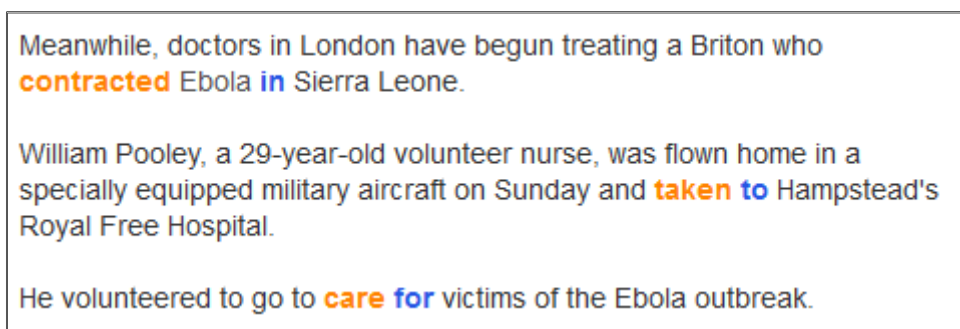 Meanwhile, doctors in London have begun treating a Briton who
contracted Ebola in Sierra Leone.
William Pooley, a 29-year-old volunteer nurse, was flown home in a
specially equipped military aircraft on Sunday and taken to Hampstead's
Royal Free Hospital.
He volunteered to go to care for victims of the Ebola outbreak.